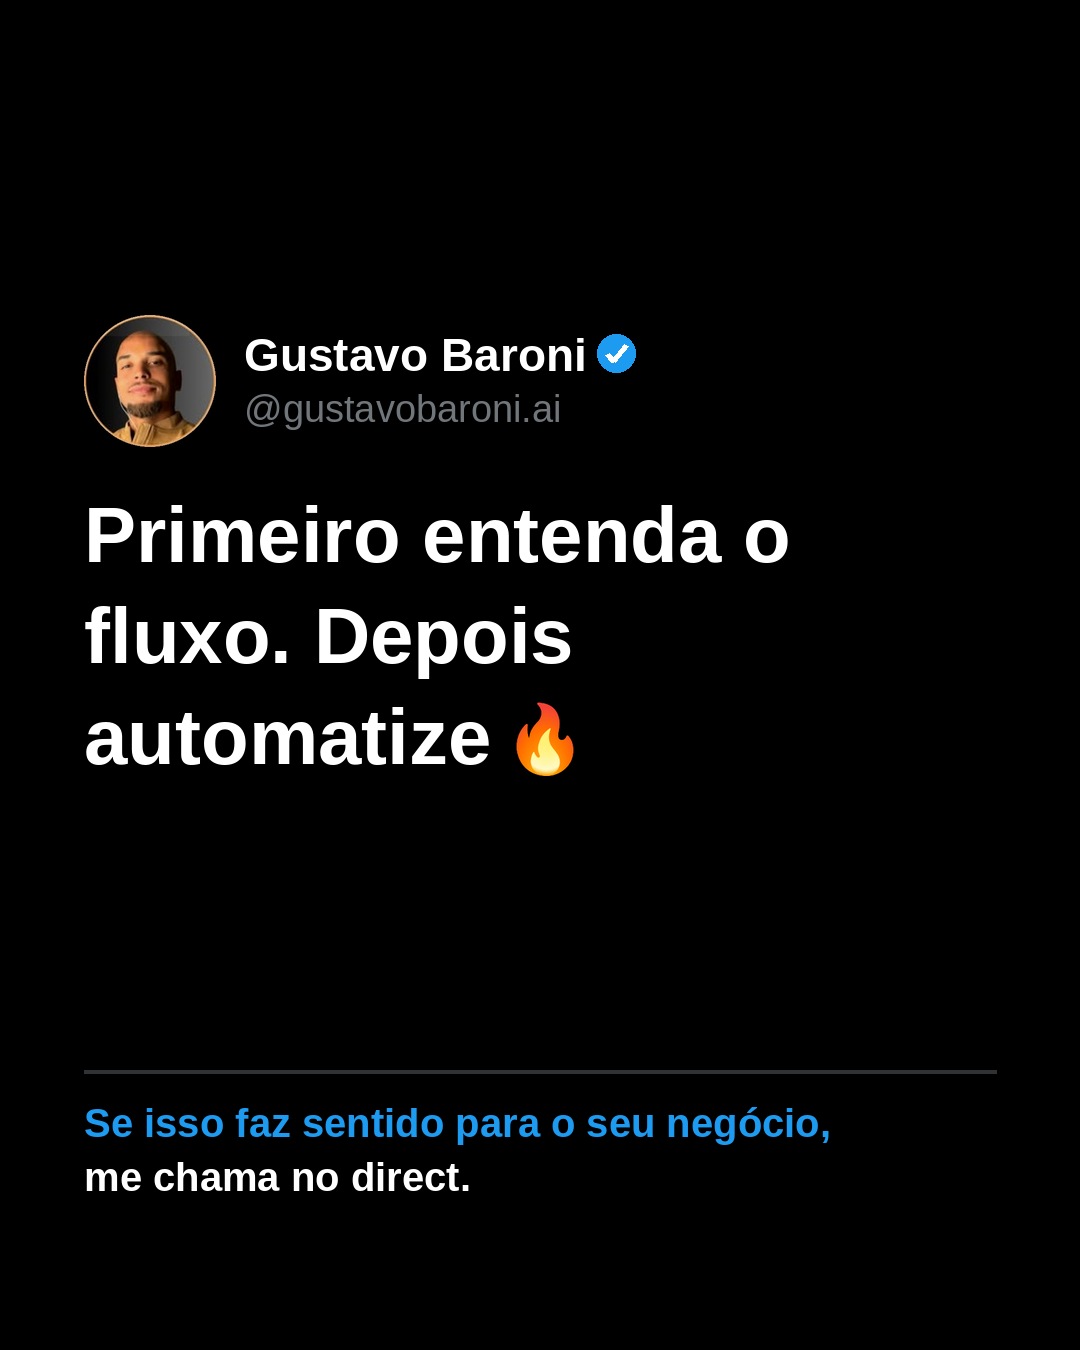 Gustavo Baroni
@gustavobaroni.ai
Primeiro entenda o
fluxo. Depois
automatize 🔥
Se isso faz sentido para o seu negócio,
me chama no direct.